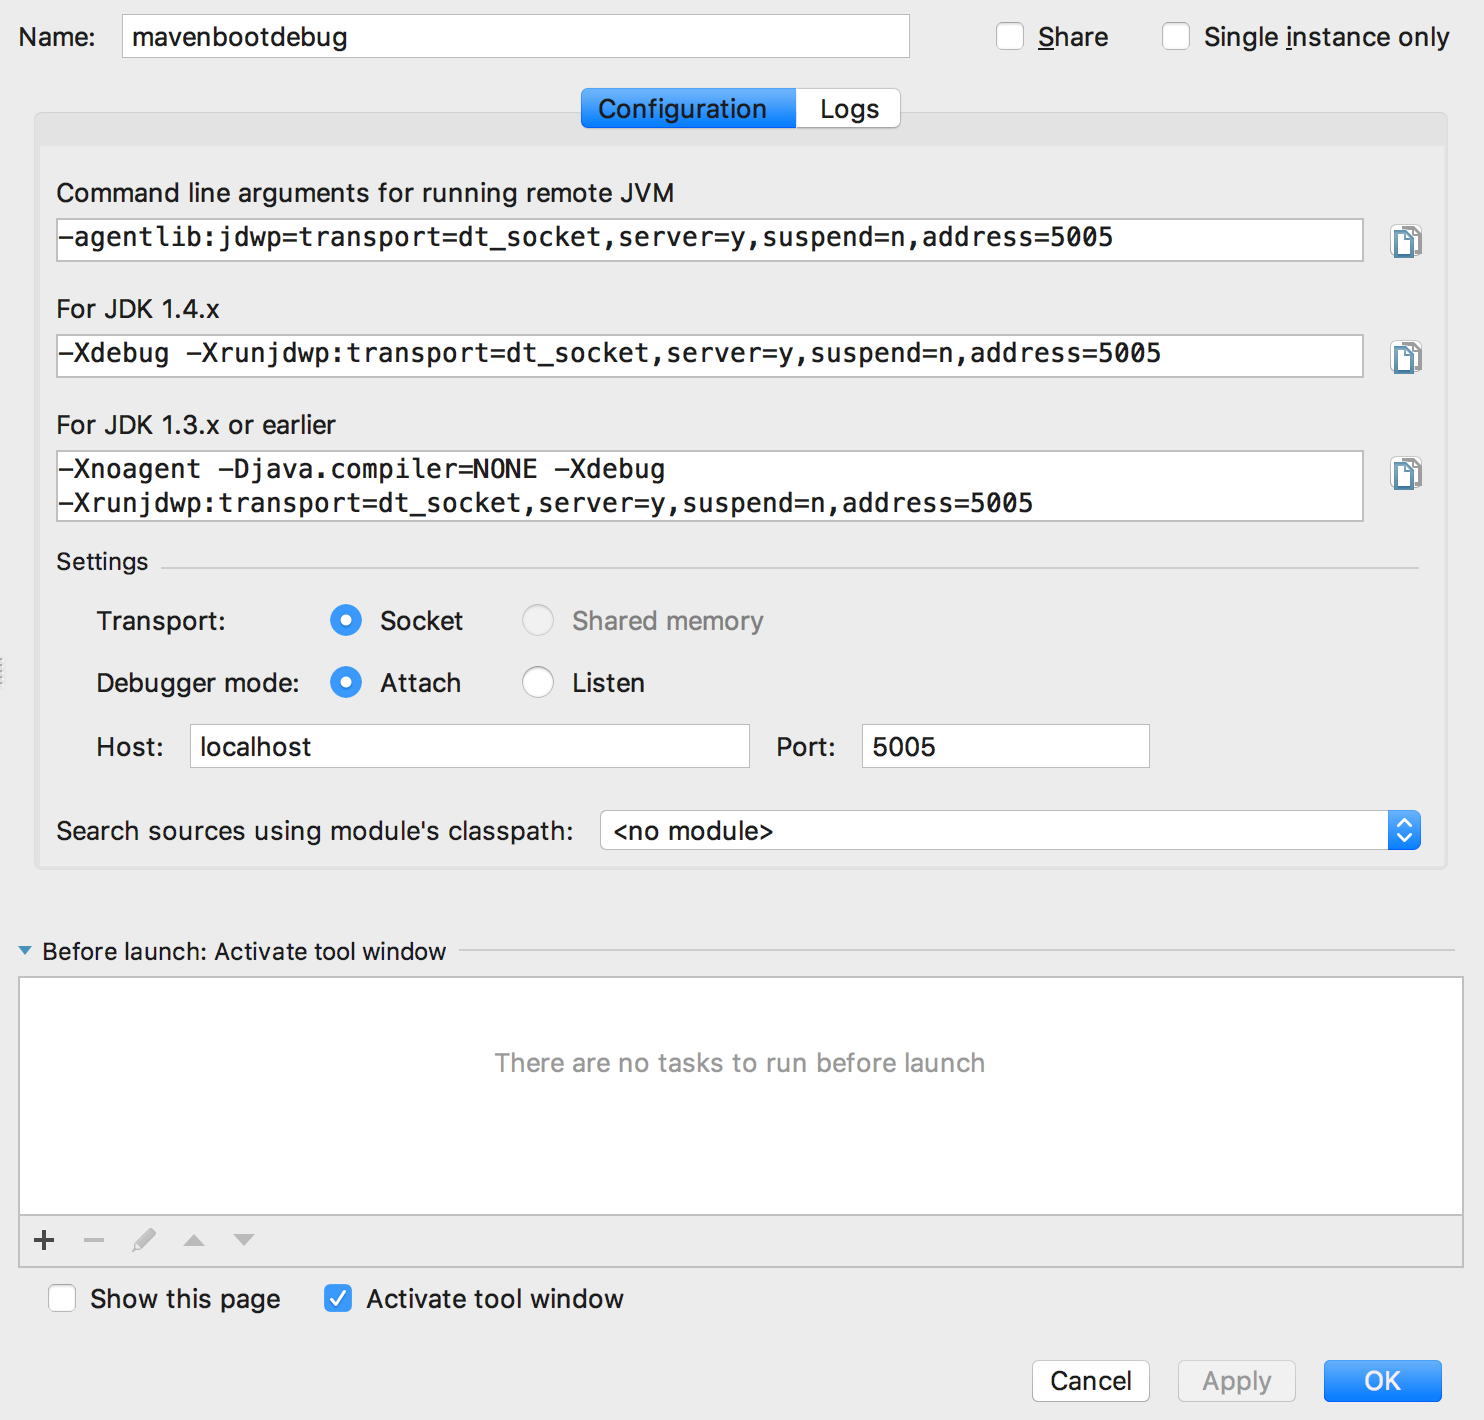 Name: mavenbootdebug Share Single instance only
Configuration Logs
Command line arguments for running remote JVM
-agentlib:jdwp=transport=dt_socket,server=y,suspend=n,address=5005
For JDK 1.4.x
-Xdebug -Xrunjdwp:transport=dt_socket,server=y,suspend=n,address=5005
For JDK 1.3.x or earlier
-Xnoagent -Djava.compiler=NONE -Xdebug
-Xrunjdwp:transport=dt_socket,server=y,suspend=n,address=5005
Settings
Transport: Socket Shared memory
Debugger mode: Attach Listen
Host: localhost Port: 5005
Search sources using module's classpath: <no module>
Before launch: Activate tool window
There are no tasks to run before launch
Show this page Activate tool window
Cancel Apply OK